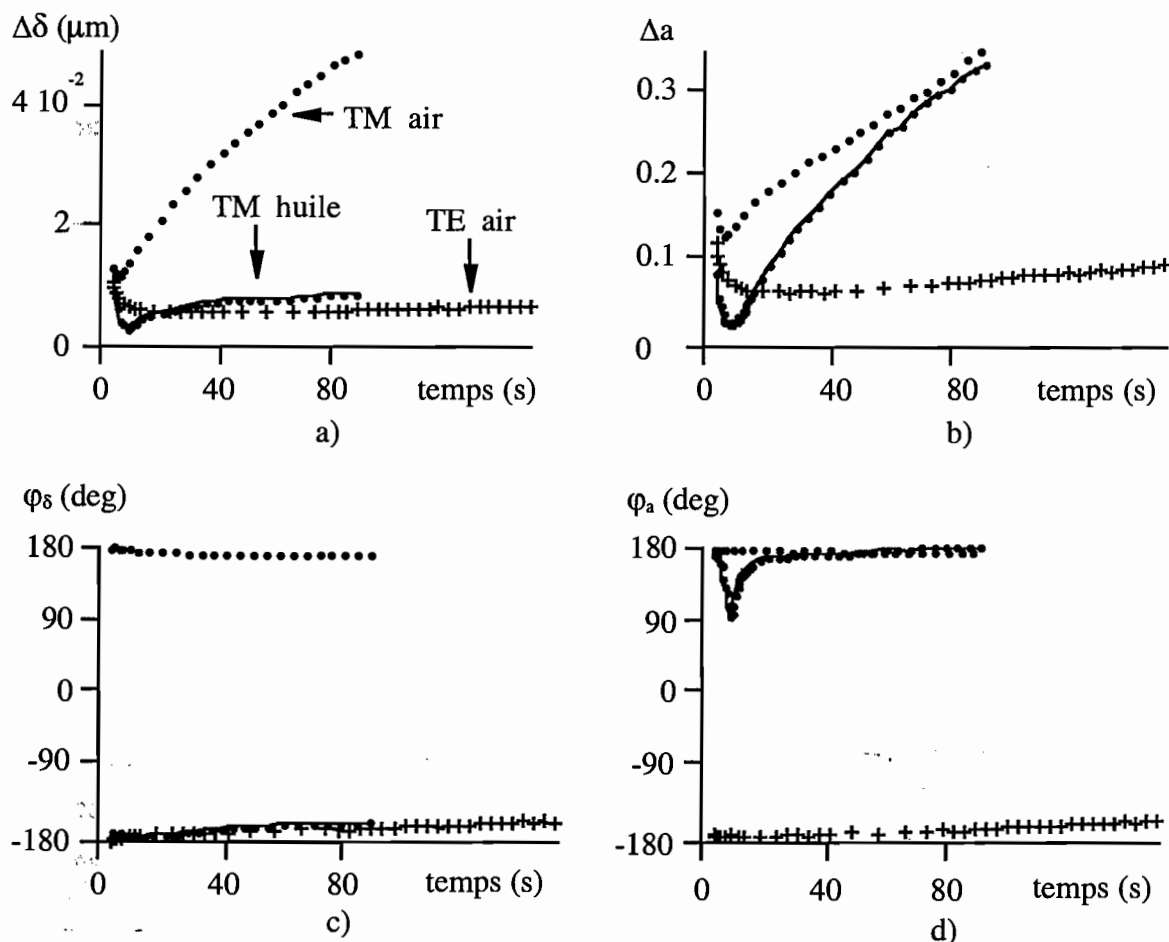 Δδ (μm)
4 10⁻²
2
0
TM air
TM huile
TE air
0 40 80 temps (s)
a)
Δa
0.3
0.2
0.1
0
0 40 80 temps (s)
b)
φδ (deg)
180
90
0
-90
-180
0 40 80 temps (s)
c)
φa (deg)
180
90
0
-90
-180
0 40 80 temps (s)
d)